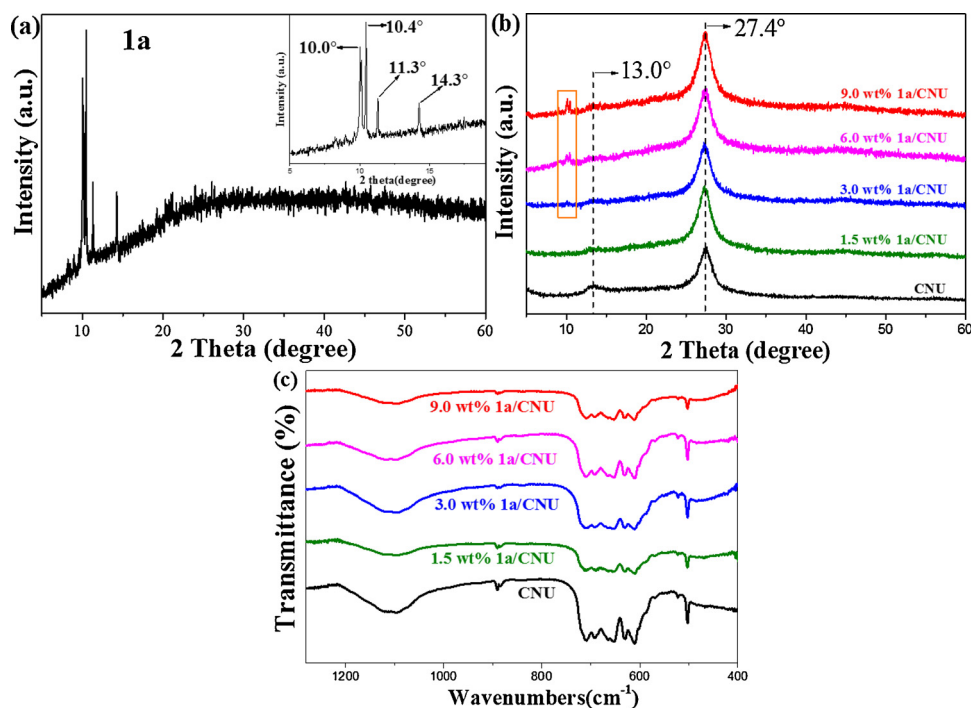 (a)
1a
Intensity (a.u.)
10
20
30
40
50
60
2 Theta (degree)
Intensity (a.u.)
10.0°
10.4°
11.3°
14.3°
5
10
15
2 theta(degree)
(b)
Intensity (a.u.)
13.0°
27.4°
9.0 wt% 1a/CNU
6.0 wt% 1a/CNU
3.0 wt% 1a/CNU
1.5 wt% 1a/CNU
CNU
5
10
20
30
40
50
60
2 Theta (degree)
(c)
Transmittance (%)
9.0 wt% 1a/CNU
6.0 wt% 1a/CNU
3.0 wt% 1a/CNU
1.5 wt% 1a/CNU
CNU
1200
1000
800
600
400
Wavenumbers(cm⁻¹)